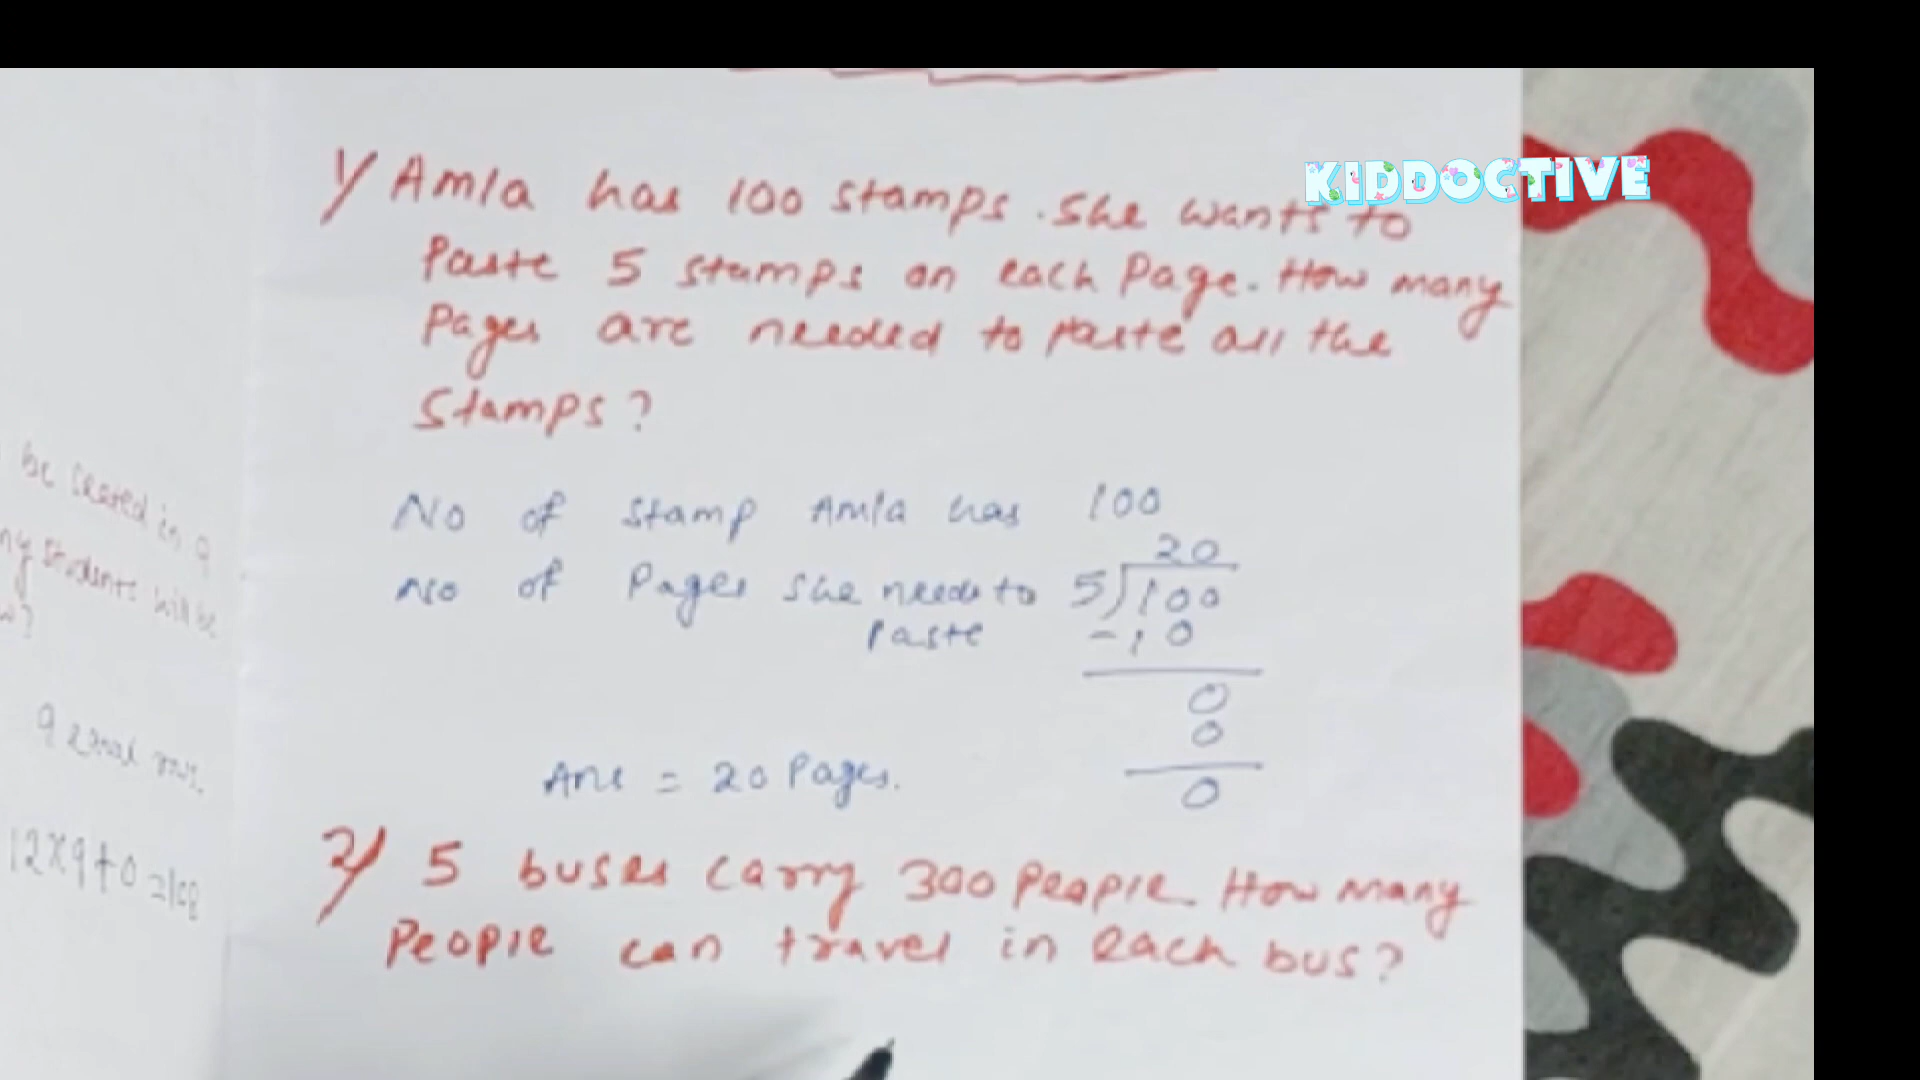 KIDDOCTIVE
1) Amla has 100 stamps. She wants to
Paste 5 stamps on each Page. How many
Pages are needed to Paste all the
Stamps?
No of stamp Amla has 100
20
No of Pages she needs to 5)100
Paste -10
0
0
Ans = 20 Pages. 0
2) 5 buses carry 300 People. How many
People can travel in each bus?
be seated in 9
students will be
9 equal rows.
12x9+0=108